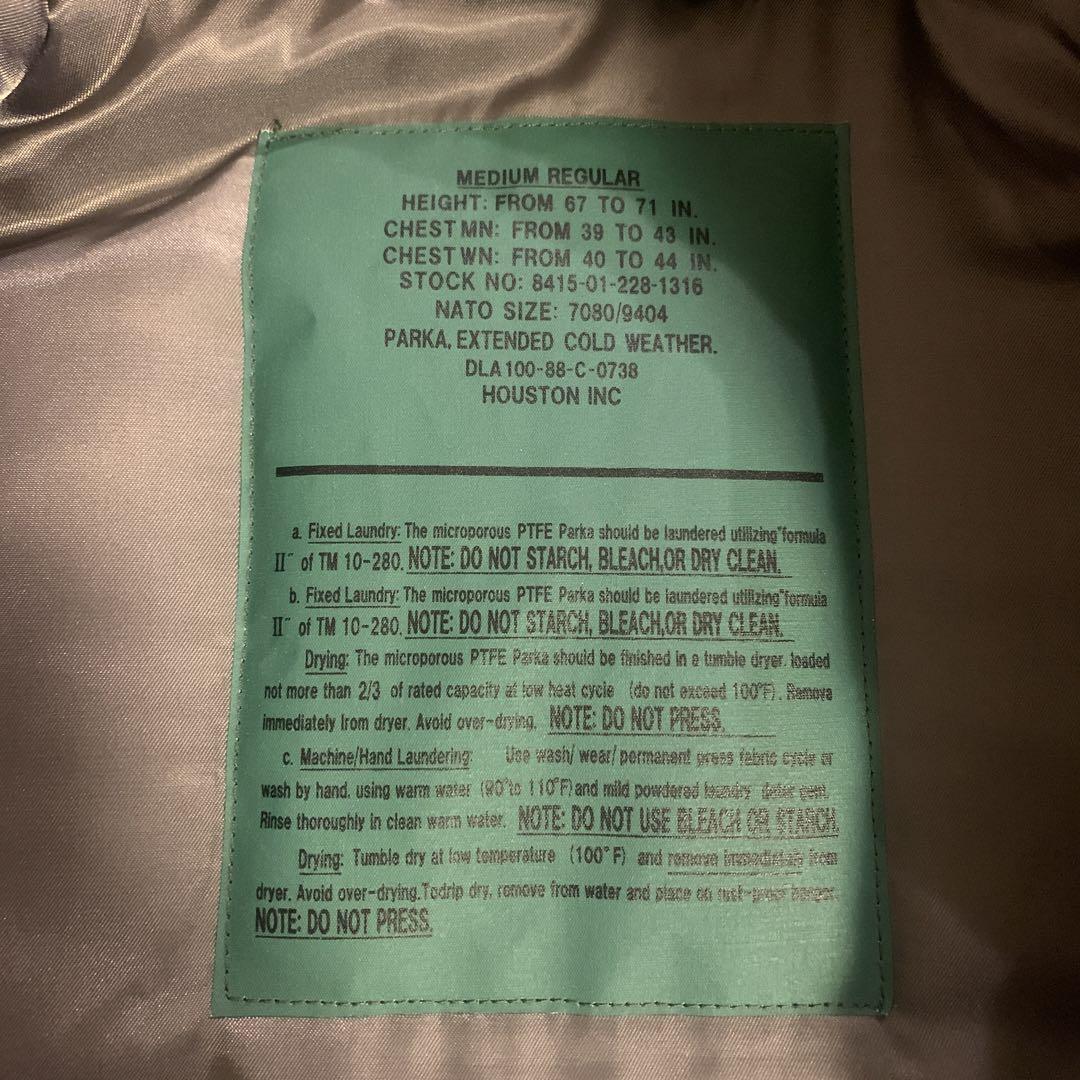 MEDIUM REGULAR
HEIGHT: FROM 67 TO 71 IN.
CHEST MN: FROM 39 TO 43 IN.
CHEST WN: FROM 40 TO 44 IN.
STOCK NO: 8415-01-228-1316
NATO SIZE: 7080/9404
PARKA, EXTENDED COLD WEATHER.
DLA100-88-C-0738
HOUSTON INC
a. Fixed Laundry: The microporous PTFE Parka should be laundered utilizing "formula
II" of TM 10-280. NOTE: DO NOT STARCH, BLEACH, OR DRY CLEAN.
b. Fixed Laundry: The microporous PTFE Parka should be laundered utilizing "formula
II" of TM 10-280. NOTE: DO NOT STARCH, BLEACH, OR DRY CLEAN.
Drying: The microporous PTFE Parka should be finished in a tumble dryer. loaded
not more than 2/3 of rated capacity at low heat cycle (do not exceed 100°F). Remove
immediately from dryer. Avoid over-drying. NOTE: DO NOT PRESS.
c. Machine/Hand Laundering: Use wash/ wear/ permanent press fabric cycle or
wash by hand. using warm water (90°to 110°F) and mild powdered laundry deter gent.
Rinse thoroughly in clean warm water. NOTE: DO NOT USE BLEACH OR STARCH.
Drying: Tumble dry at low temperature (100°F) and remove immediately from
dryer. Avoid over-drying. Todrip dry, remove from water and place on rust-proof hanger.
NOTE: DO NOT PRESS.